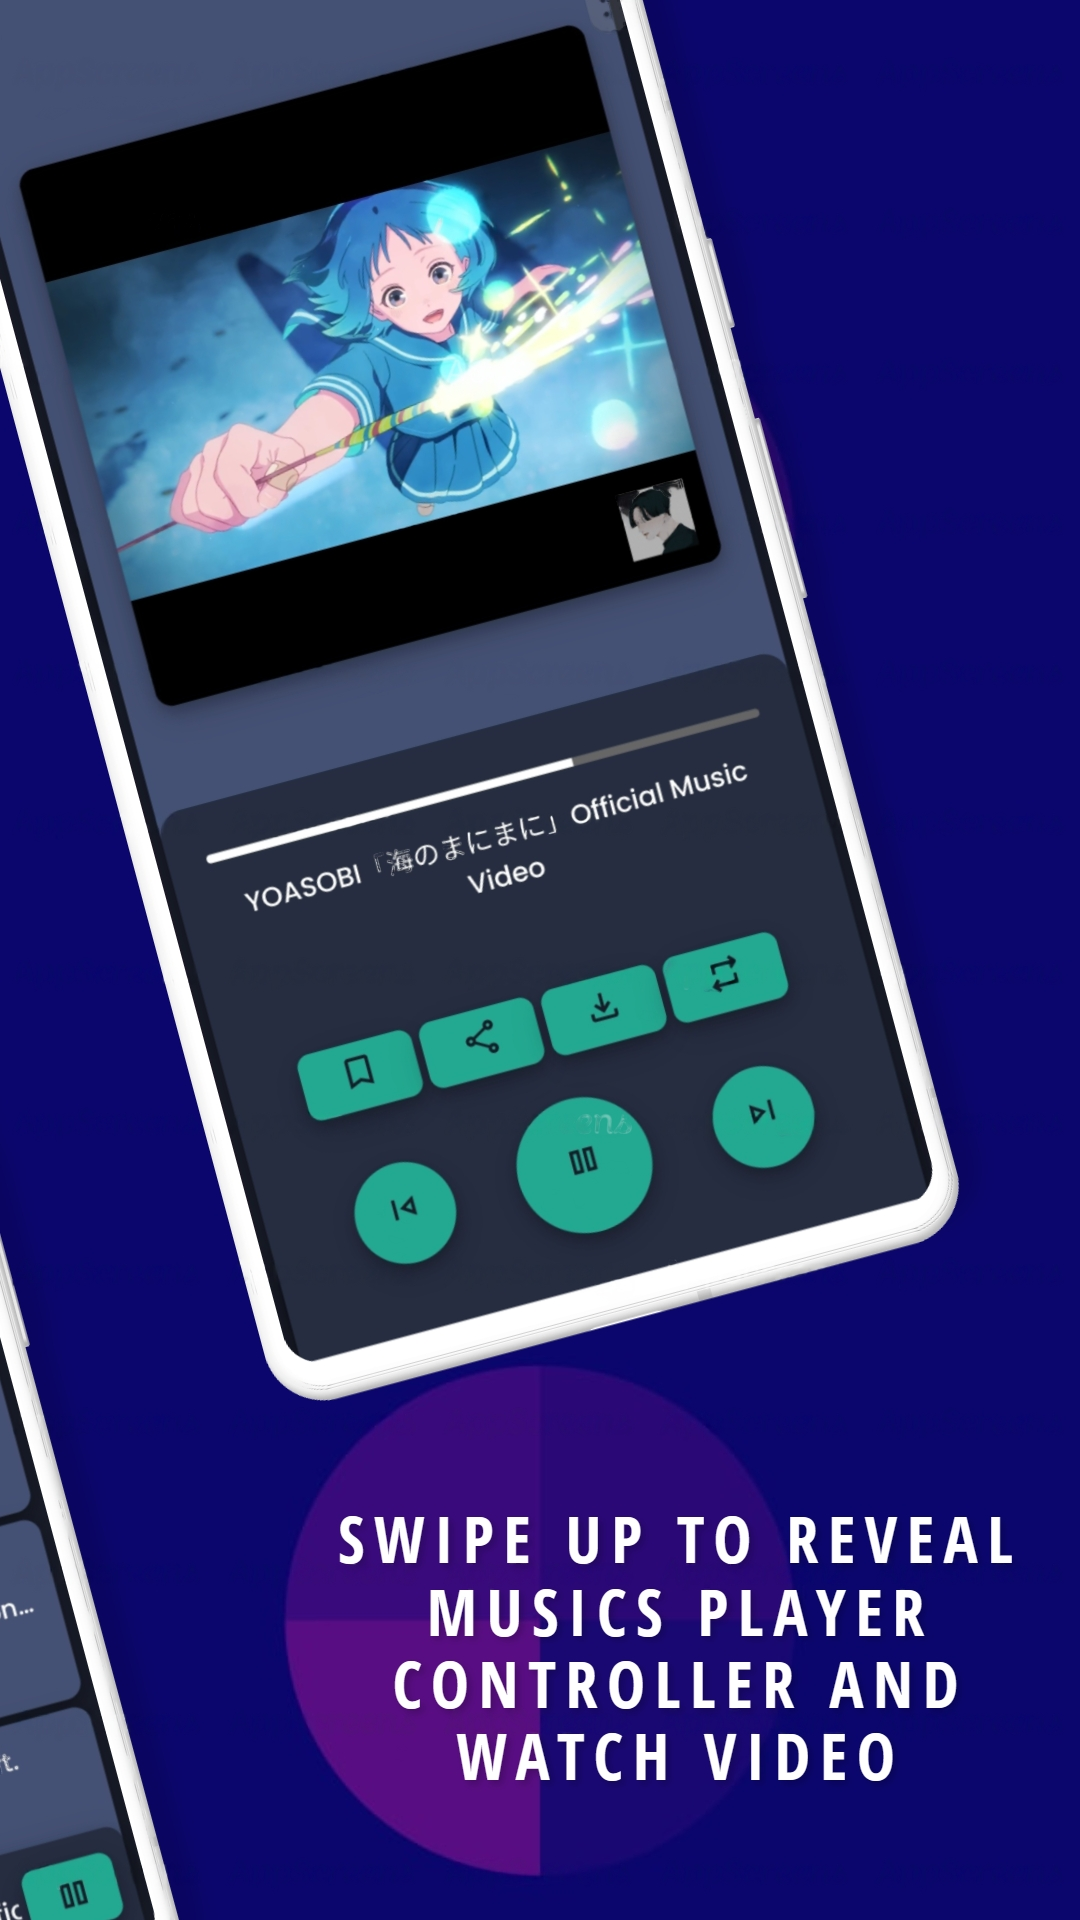 YOASOBI「海のまにまに」Official Music
Video
ens
SWIPE UP TO REVEAL
MUSICS PLAYER
CONTROLLER AND
WATCH VIDEO